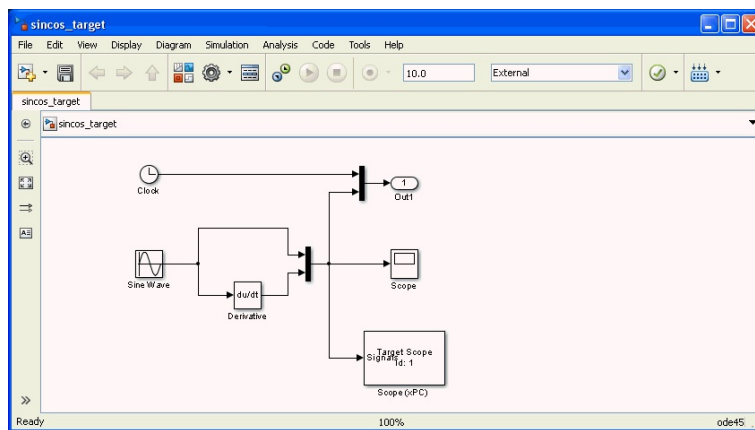 sincos_target
File Edit View Display Diagram Simulation Analysis Code Tools Help
10.0 External
sincos_target
sincos_target
Clock
1
Out1
Sine Wave
du/dt
Derivative
Scope
Target Scope
Signals
Id: 1
Scope (xPC)
Ready 100% ode45